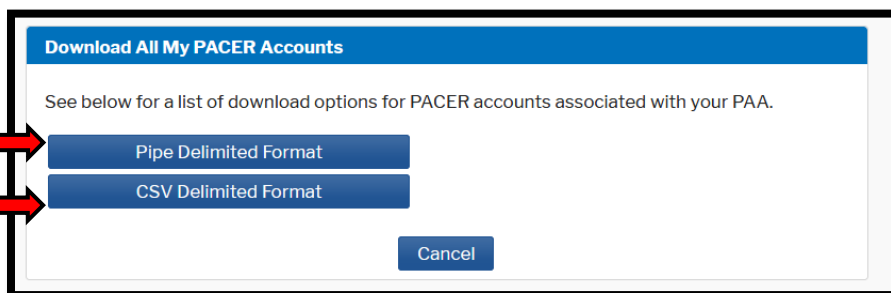 Download All My PACER Accounts
See below for a list of download options for PACER accounts associated with your PAA.
Pipe Delimited Format
CSV Delimited Format
Cancel